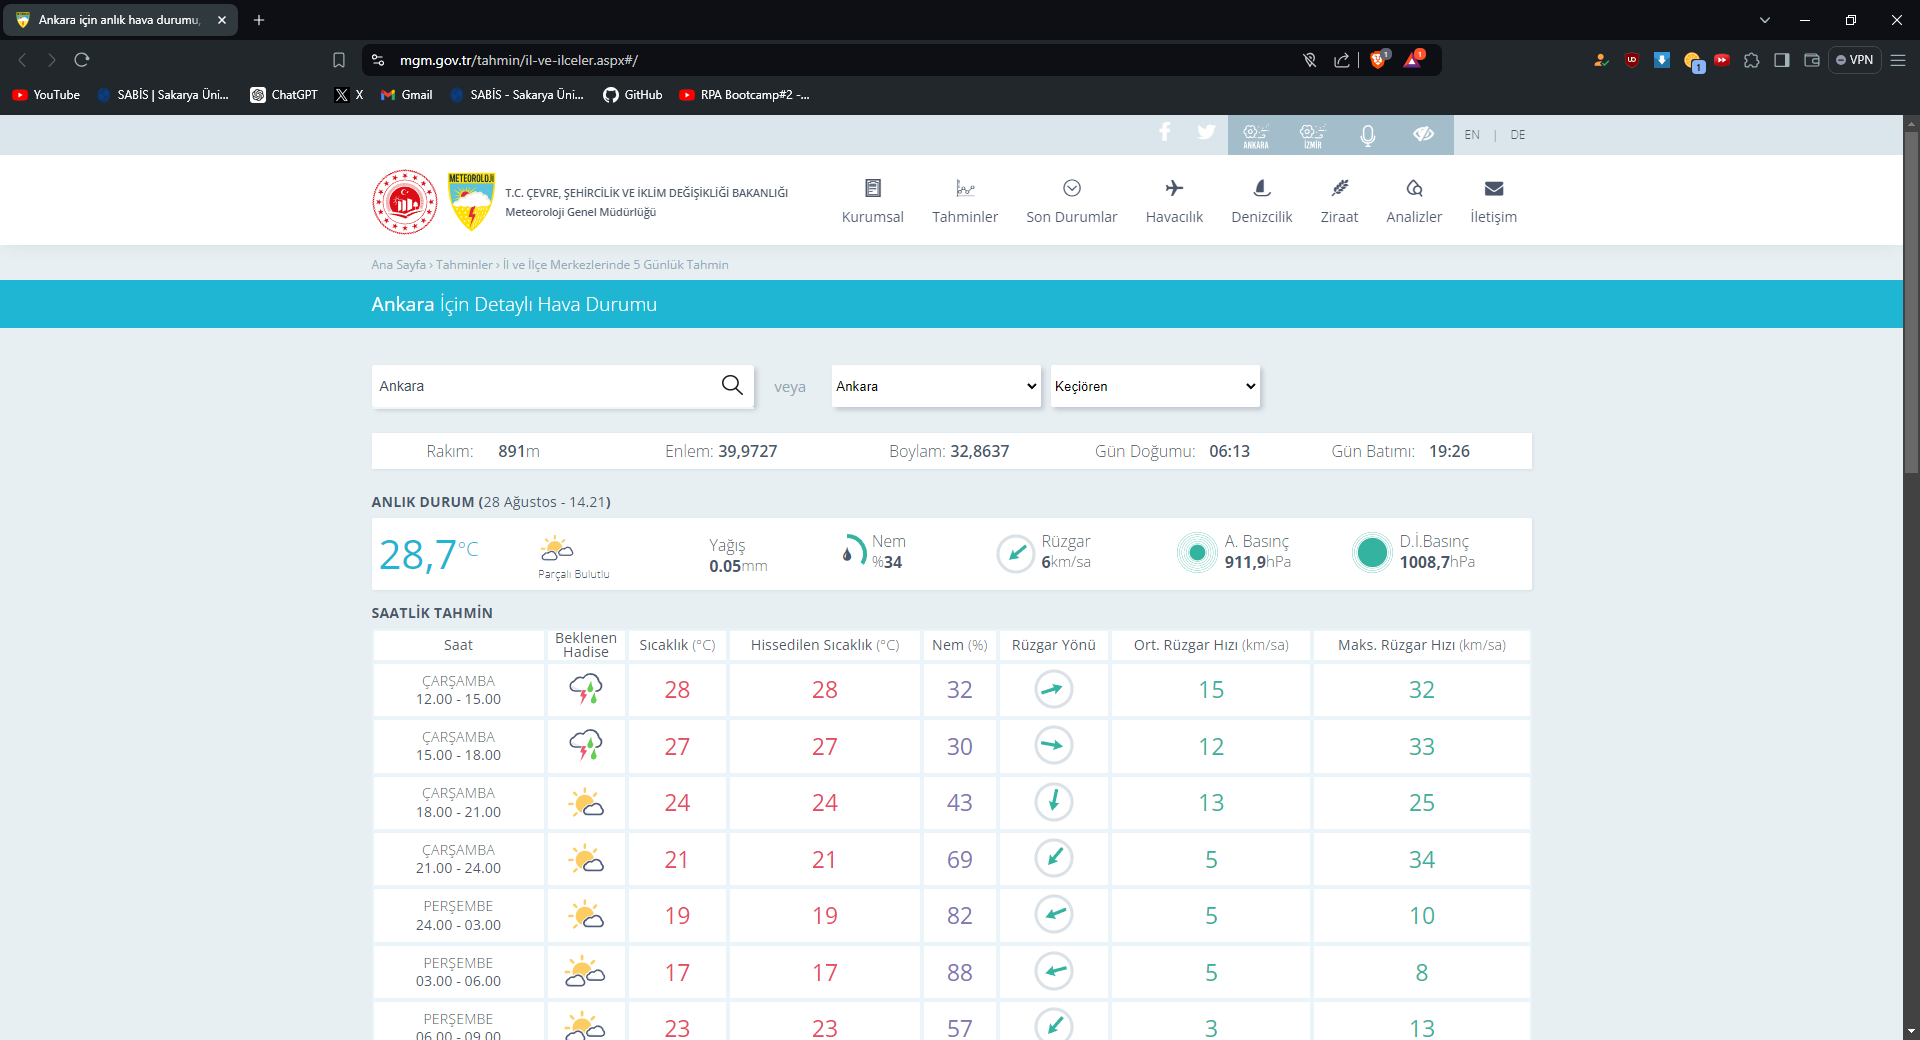 Ankara için anlık hava durumu,
mgm.gov.tr/tahmin/il-ve-ilceler.aspx#/
1
1
UD
1
VPN
YouTube
SABİS | Sakarya Üni...
ChatGPT
X
Gmail
SABİS - Sakarya Üni...
GitHub
RPA Bootcamp#2 -...
ANKARA
İZMİR
EN | DE
METEOROLOJİ
T.C. ÇEVRE, ŞEHİRCİLİK VE İKLİM DEĞİŞİKLİĞİ BAKANLIĞI
Meteoroloji Genel Müdürlüğü
Kurumsal
Tahminler
Son Durumlar
Havacılık
Denizcilik
Ziraat
Analizler
İletişim
Ana Sayfa › Tahminler › İl ve İlçe Merkezlerinde 5 Günlük Tahmin
Ankara İçin Detaylı Hava Durumu
Ankara
veya
Ankara
Keçiören
Rakım: 891m
Enlem: 39,9727
Boylam: 32,8637
Gün Doğumu: 06:13
Gün Batımı: 19:26
ANLIK DURUM (28 Ağustos - 14.21)
28,7°C
Parçalı Bulutlu
Yağış
0.05mm
Nem
%34
Rüzgar
6km/sa
A. Basınç
911,9hPa
D.İ.Basınç
1008,7hPa
SAATLİK TAHMİN
Saat
Beklenen
Hadise
Sıcaklık (°C)
Hissedilen Sıcaklık (°C)
Nem (%)
Rüzgar Yönü
Ort. Rüzgar Hızı (km/sa)
Maks. Rüzgar Hızı (km/sa)
ÇARŞAMBA
12.00 - 15.00
28
28
32
15
32
ÇARŞAMBA
15.00 - 18.00
27
27
30
12
33
ÇARŞAMBA
18.00 - 21.00
24
24
43
13
25
ÇARŞAMBA
21.00 - 24.00
21
21
69
5
34
PERŞEMBE
24.00 - 03.00
19
19
82
5
10
PERŞEMBE
03.00 - 06.00
17
17
88
5
8
PERŞEMBE
06.00 - 09.00
23
23
57
3
13